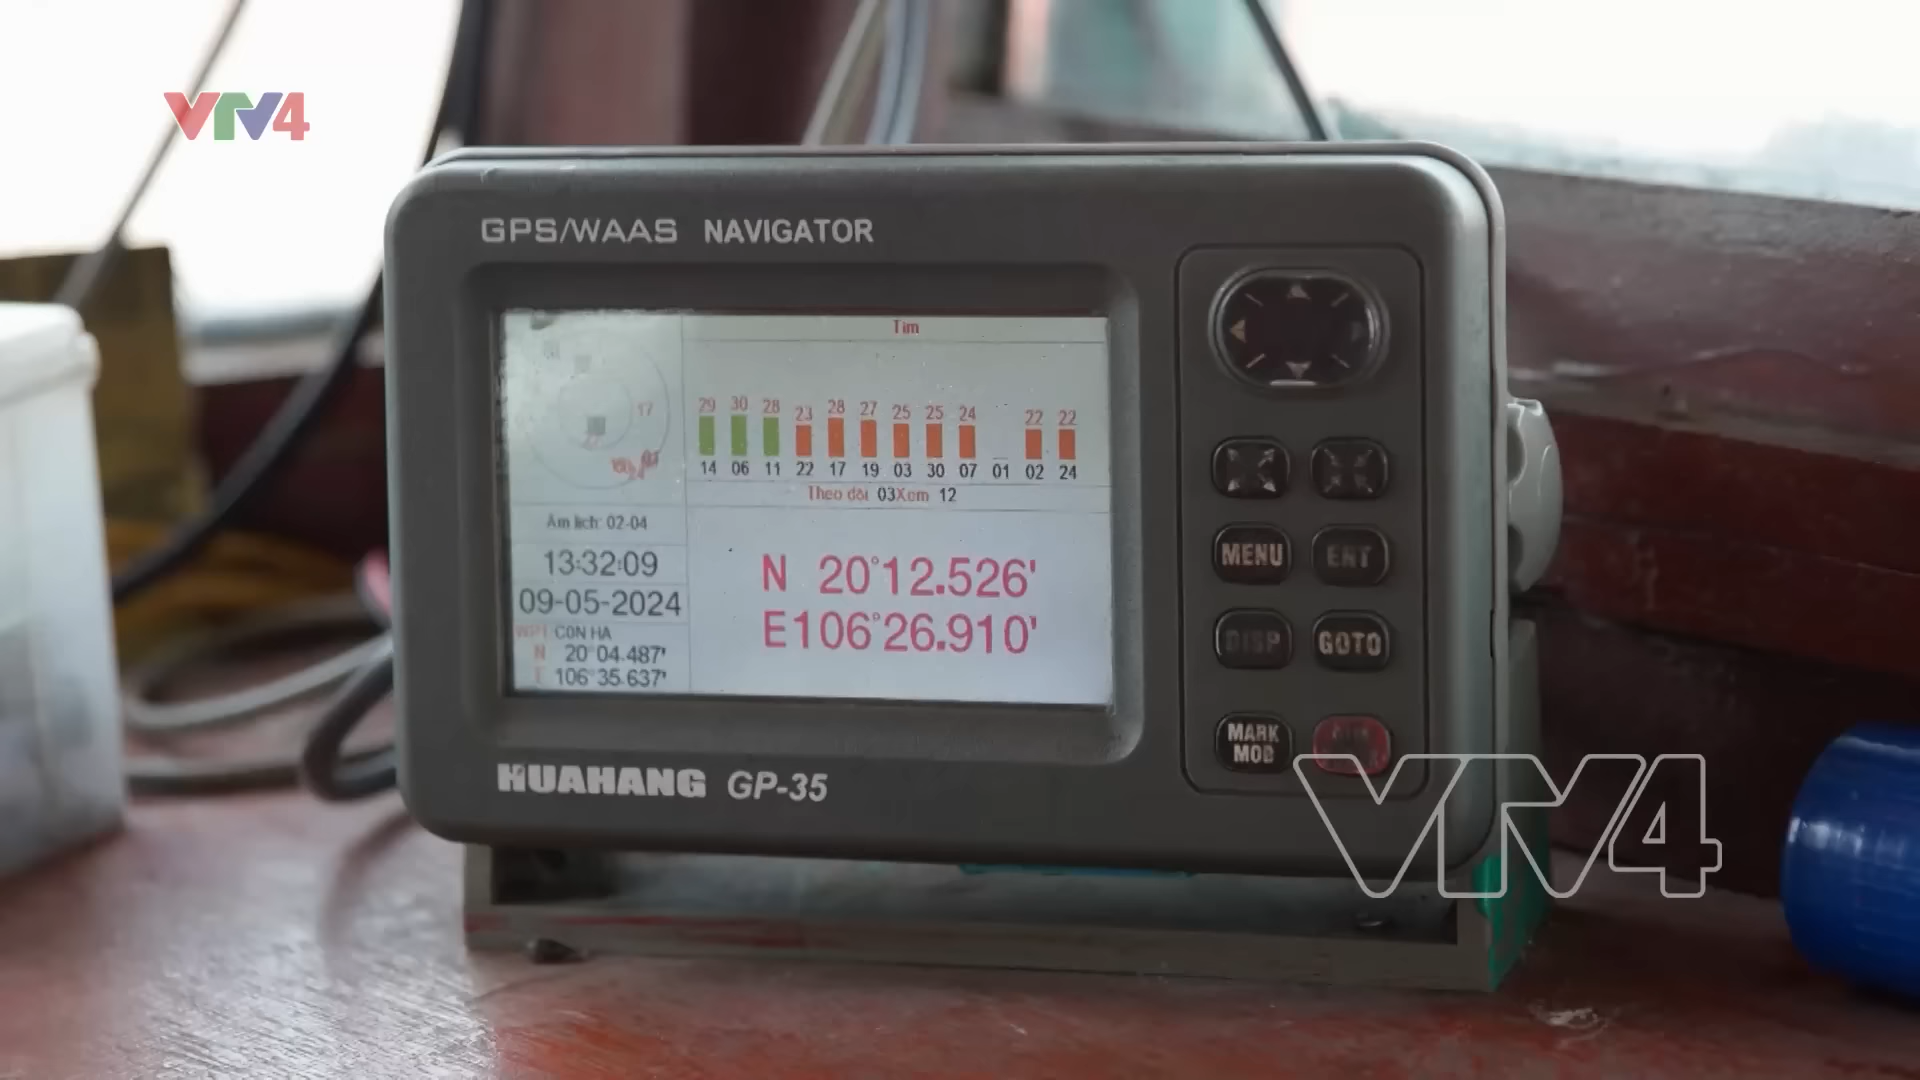 VTV4
GPS/WAAS NAVIGATOR
Tìm
17
29 30 28 23 28 27 25 25 24 22 22
14 06 11 22 17 19 03 30 07 01 02 24
Theo dõi 03Xem 12
Âm lịch: 02-04
13:32:09
09-05-2024
N 20°12.526'
E106°26.910'
WPT CON HA
N 20°04.487'
T 106°35.637'
MENU ENT
DISP GOTO
MARK
MOB
HUAHANG GP-35
VTV4